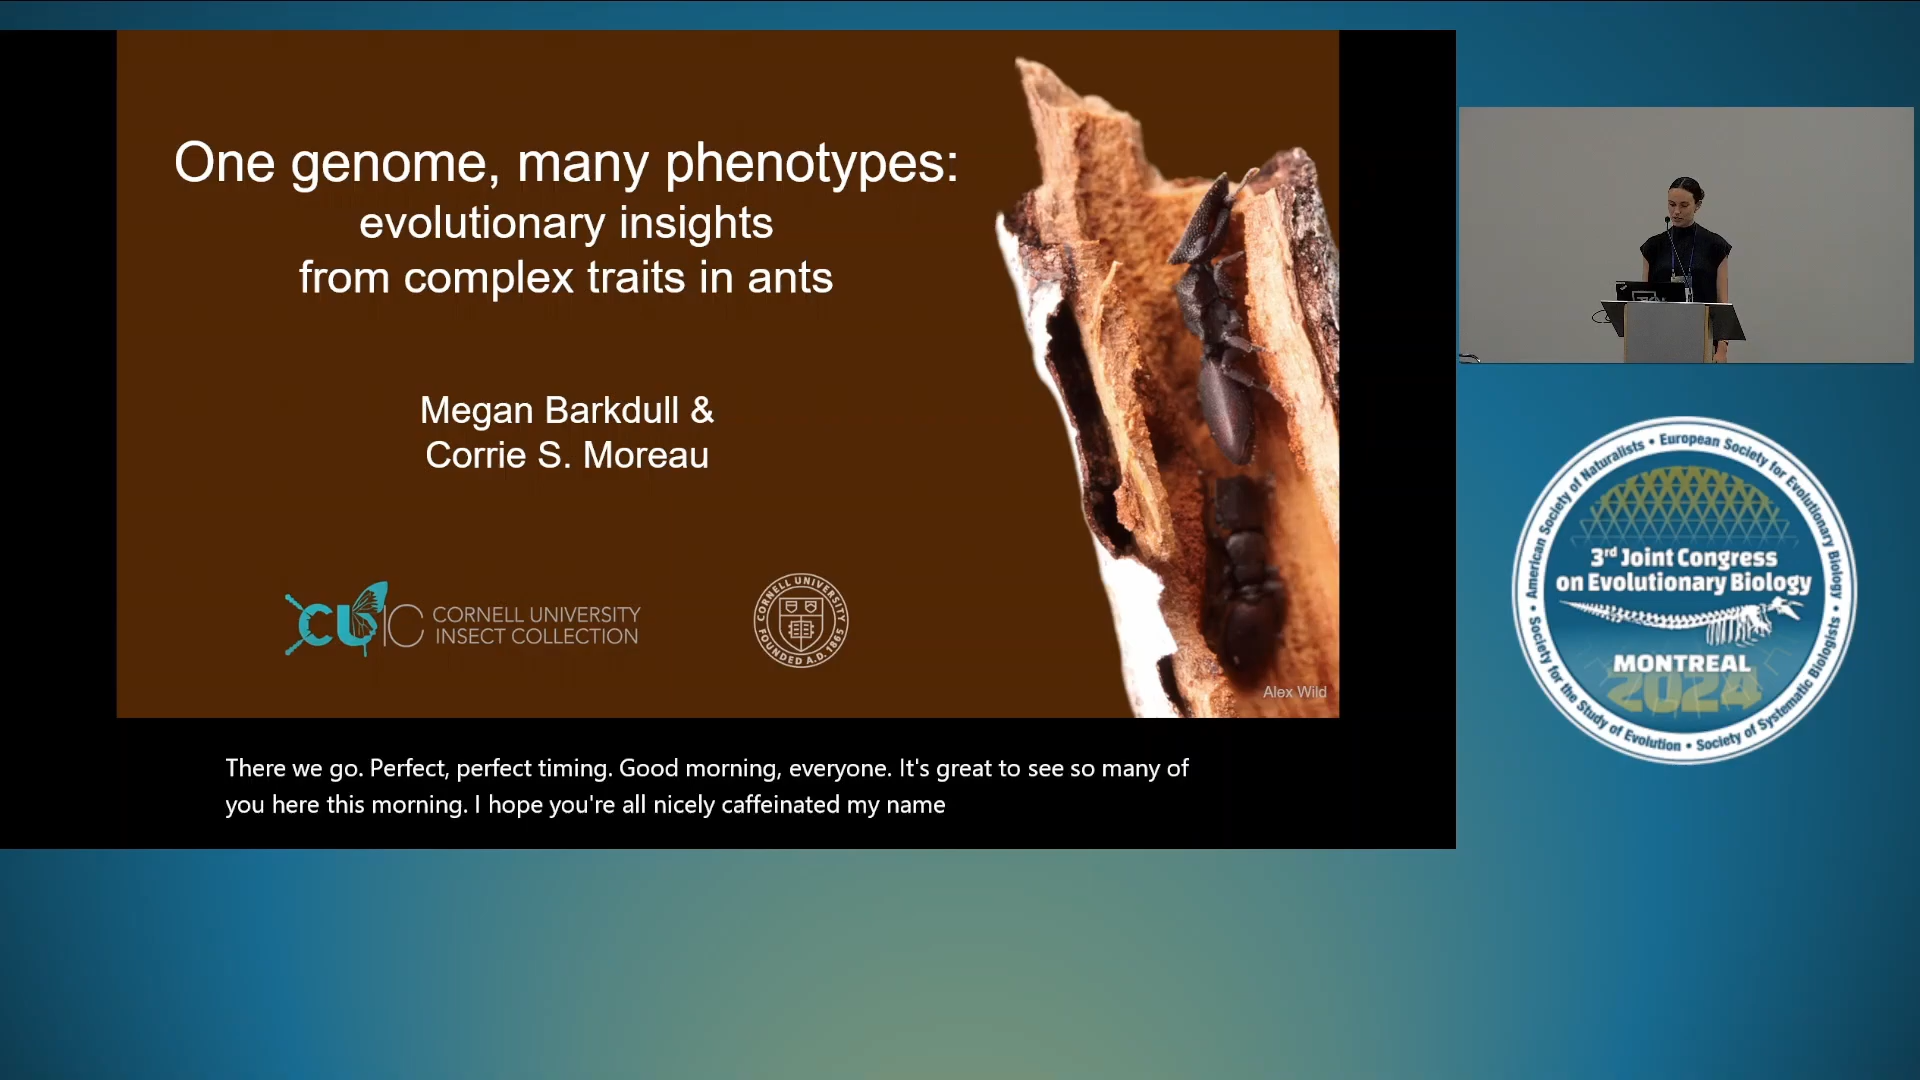 One genome, many phenotypes:
evolutionary insights
from complex traits in ants
Megan Barkdull &
Corrie S. Moreau
CUIC CORNELL UNIVERSITY
INSECT COLLECTION
CORNELL UNIVERSITY
FOUNDED A.D. 1865
Alex Wild
There we go. Perfect, perfect timing. Good morning, everyone. It's great to see so many of
you here this morning. I hope you're all nicely caffeinated my name
American Society of Naturalists • European Society for Evolutionary Biology •
Society for the Study of Evolution • Society of Systematic Biologists •
3rd Joint Congress
on Evolutionary Biology
MONTREAL
2024